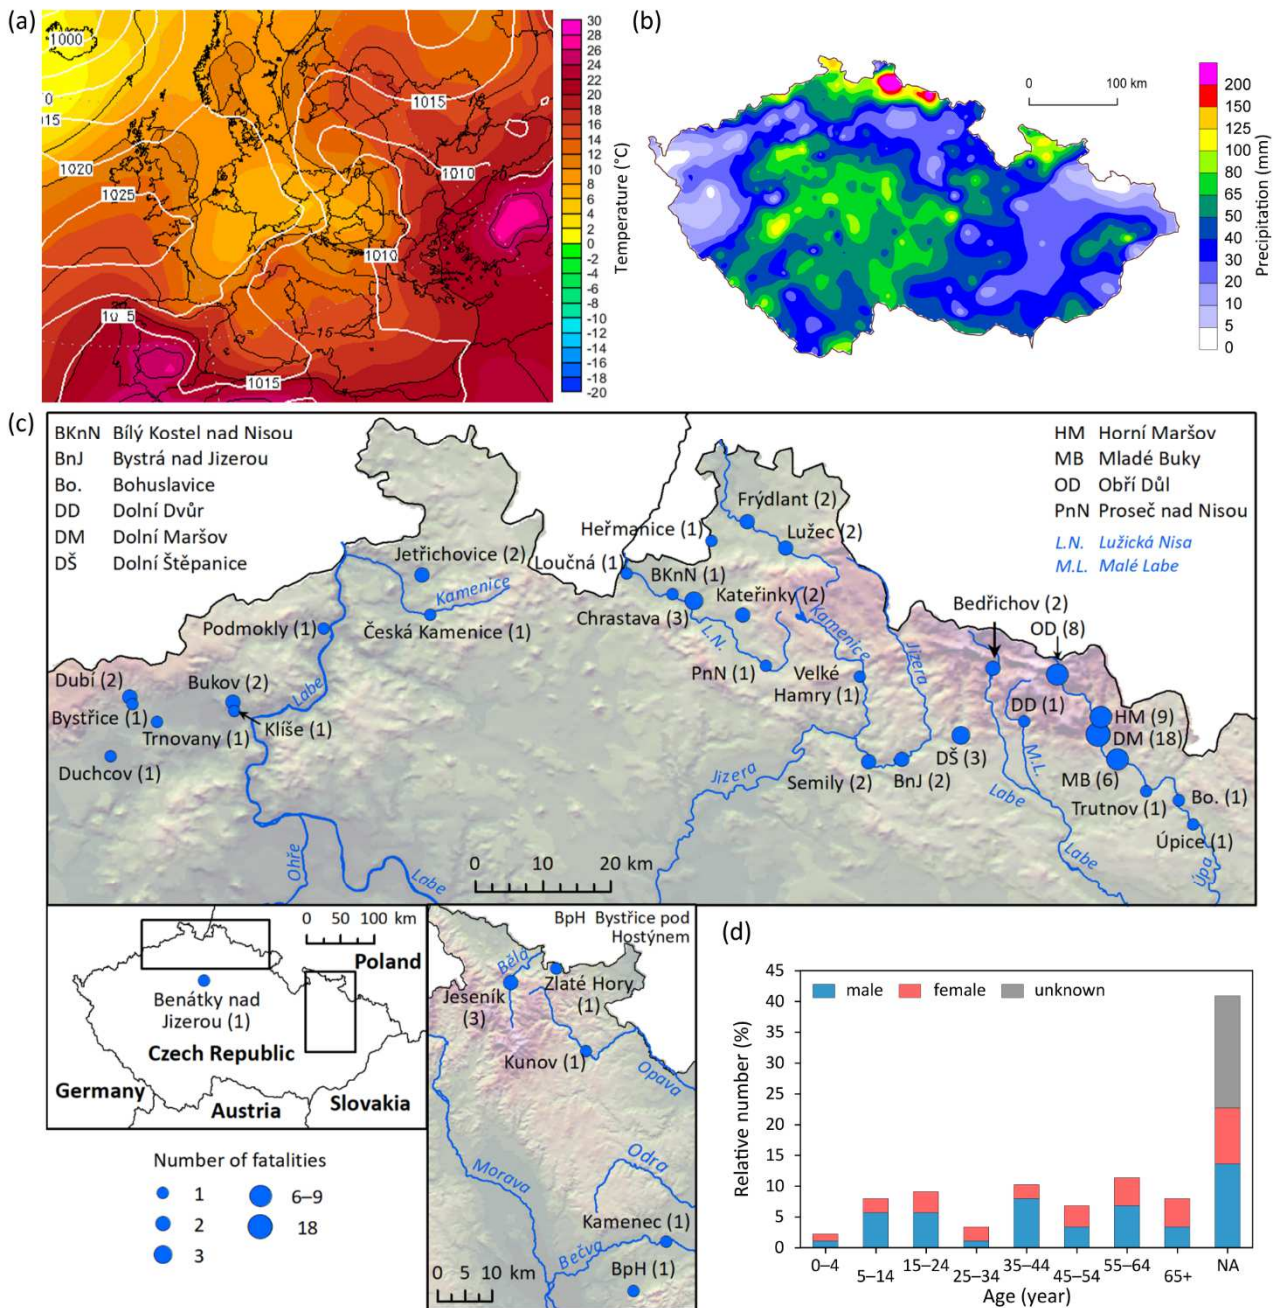 (a)
1000
1015
1020
1025
1015
1010
1010
1015
30
28
26
24
22
20
18
16
14
12
10
8
6
4
2
0
-2
-4
-6
-8
-10
-12
-14
-16
-18
-20
Temperature (°C)
(b)
0 100 km
200
150
125
100
80
65
50
40
30
20
10
5
0
Precipitation (mm)
(c)
BKnN Bílý Kostel nad Nisou
BnJ Bystrá nad Jizerou
Bo. Bohuslavice
DD Dolní Dvůr
DM Dolní Maršov
DŠ Dolní Štěpanice
HM Horní Maršov
MB Mladé Buky
OD Obří Důl
PnN Proseč nad Nisou
L.N. Lužická Nisa
M.L. Malé Labe
Frýdlant (2)
Heřmanice (1)
Lužec (2)
Jetřichovice (2)
Loučná (1)
BKnN (1)
Kateřinky (2)
Bedřichov (2)
Kamenice
Chrastava (3)
Kamenice
OD (8)
Podmokly (1)
Česká Kamenice (1)
L.N.
Jizera
PnN (1)
Velké
Hamry (1)
Dubí (2)
Bukov (2)
Labe
DD (1)
HM (9)
Bystřice (1)
Klíše (1)
DM (18)
Trnovany (1)
DŠ (3)
M.L.
Duchcov (1)
Jizera
Semily (2)
BnJ (2)
MB (6)
Labe
Trutnov (1)
Bo. (1)
Úpice (1)
Ohře
Labe
0 10 20 km
Labe
Úpa
0 50 100 km
Poland
Benátky nad
Jizerou (1)
Czech Republic
Germany
Austria
Slovakia
Number of fatalities
1
2
3
6–9
18
BpH Bystřice pod
Hostýnem
Bělá
Zlaté Hory
(1)
Jeseník
(3)
Kunov (1)
Opava
Odra
Morava
Kamenec (1)
Bečva
BpH (1)
0 5 10 km
(d)
45
40
35
30
25
20
15
10
5
0
Relative number (%)
male female unknown
0–4
5–14
15–24
25–34
35–44
45–54
55–64
65+
NA
Age (year)